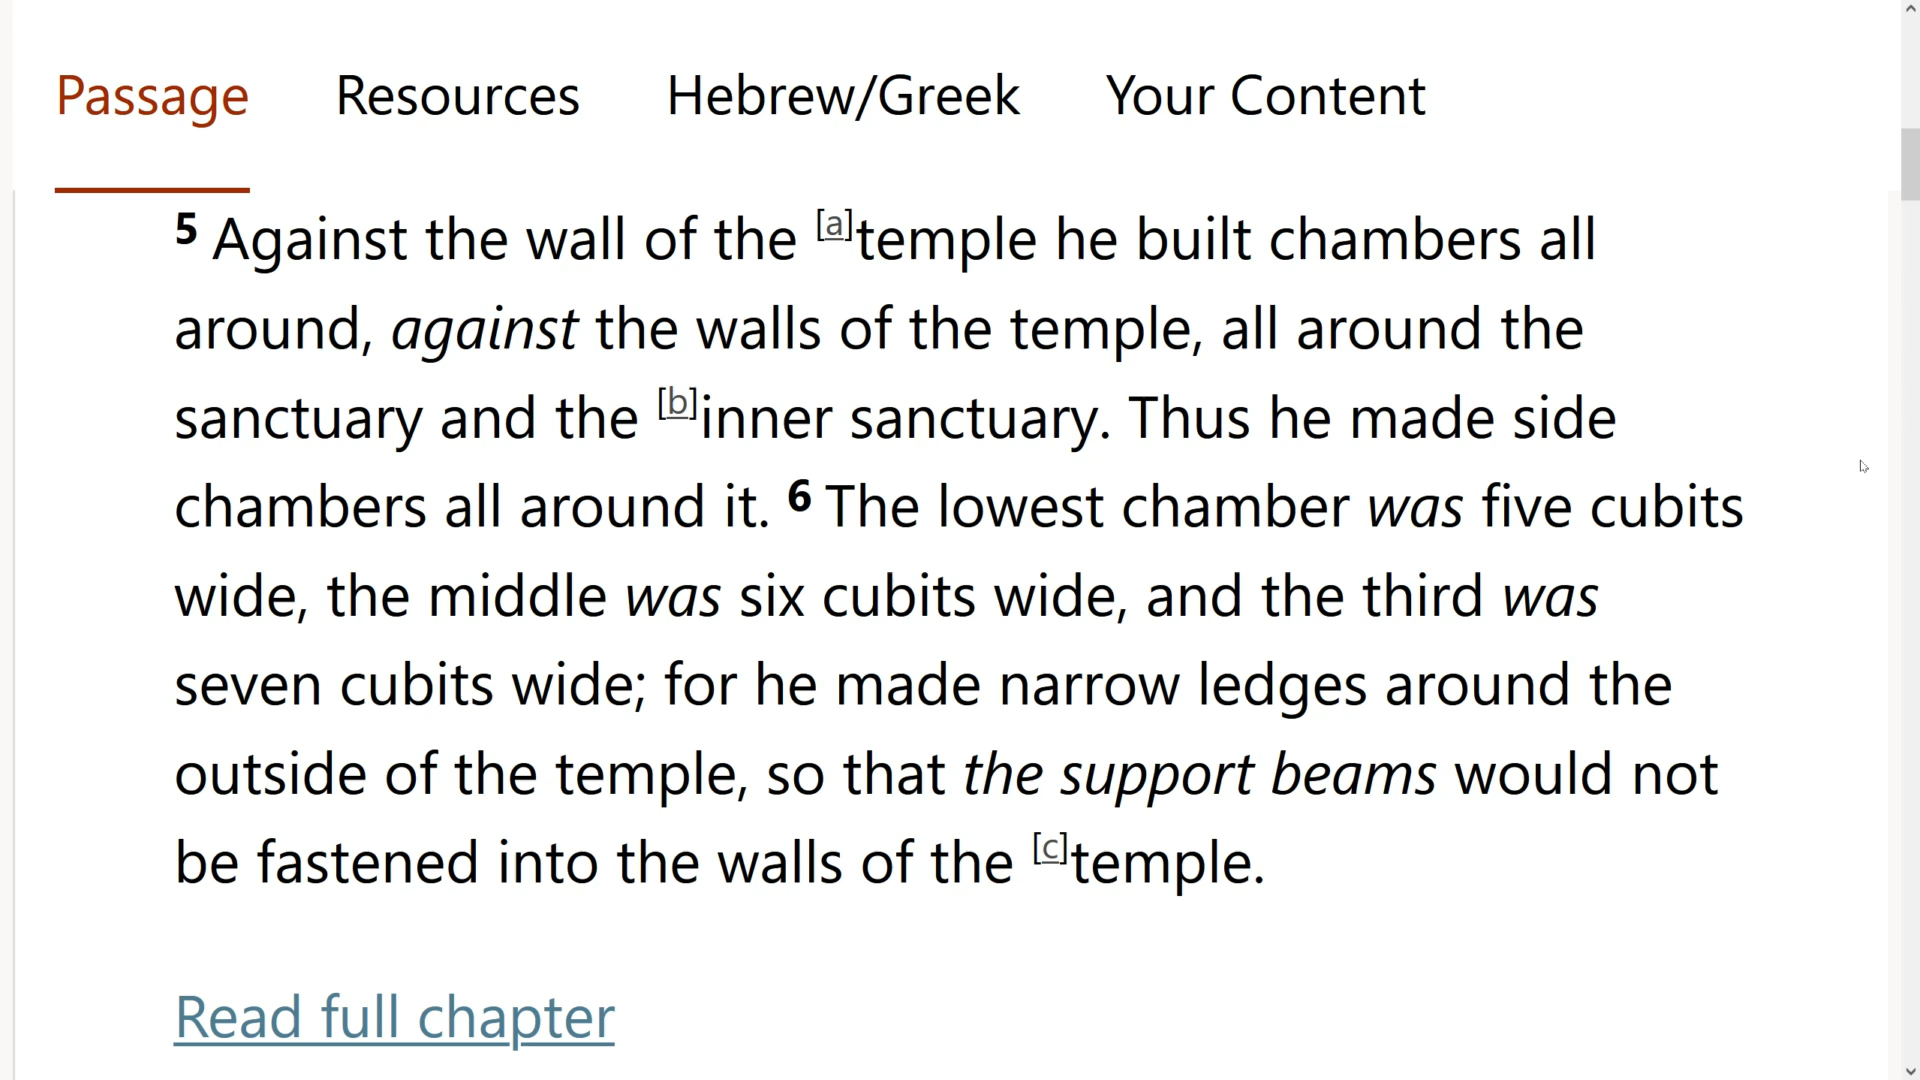 Passage Resources Hebrew/Greek Your Content
5 Against the wall of the [a]temple he built chambers all
around, against the walls of the temple, all around the
sanctuary and the [b]inner sanctuary. Thus he made side
chambers all around it. 6 The lowest chamber was five cubits
wide, the middle was six cubits wide, and the third was
seven cubits wide; for he made narrow ledges around the
outside of the temple, so that the support beams would not
be fastened into the walls of the [c]temple.
Read full chapter